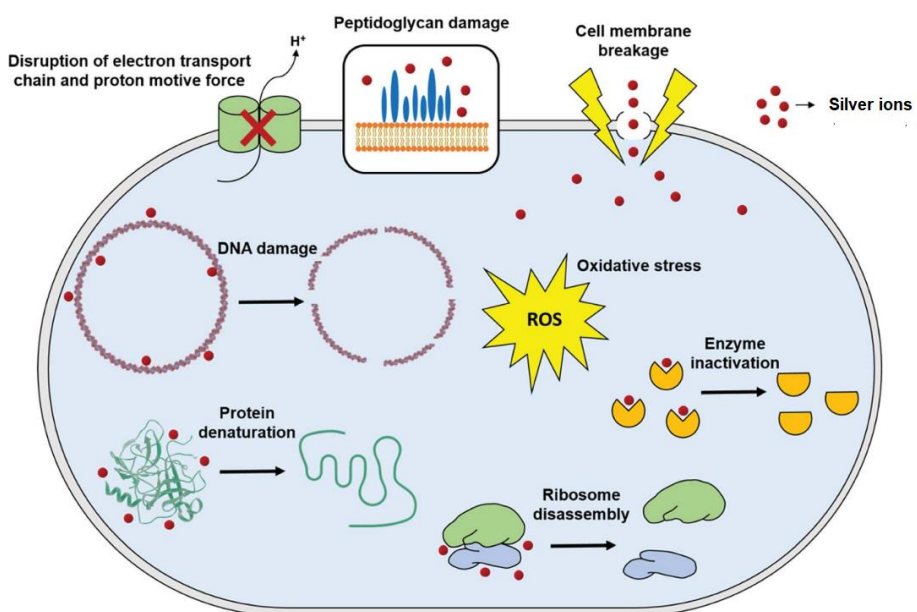 Peptidoglycan damage
Cell membrane
breakage
H⁺
Disruption of electron transport
chain and proton motive force
Silver ions
DNA damage
Oxidative stress
ROS
Enzyme
inactivation
Protein
denaturation
Ribosome
disassembly